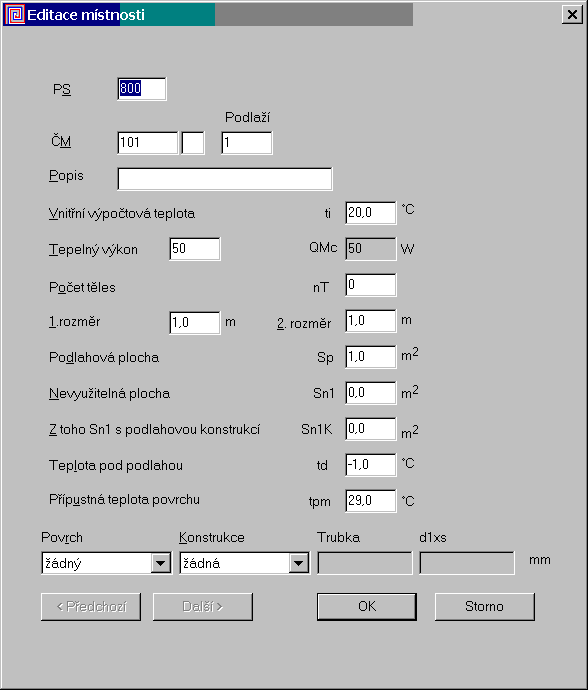 Editace místnosti
PS 800
Podlaží
ČM 101 1
Popis
Vnitřní výpočtová teplota ti 20,0 °C
Tepelný výkon 50 QMc 50 W
Počet těles nT 0
1.rozměr 1,0 m 2. rozměr 1,0 m
Podlahová plocha Sp 1,0 m2
Nevyužitelná plocha Sn1 0,0 m2
Z toho Sn1 s podlahovou konstrukcí Sn1K 0,0 m2
Teplota pod podlahou td -1,0 °C
Přípustná teplota povrchu tpm 29,0 °C
Povrch Konstrukce Trubka d1xs
žádný žádná mm
< Předchozí Další > OK Storno